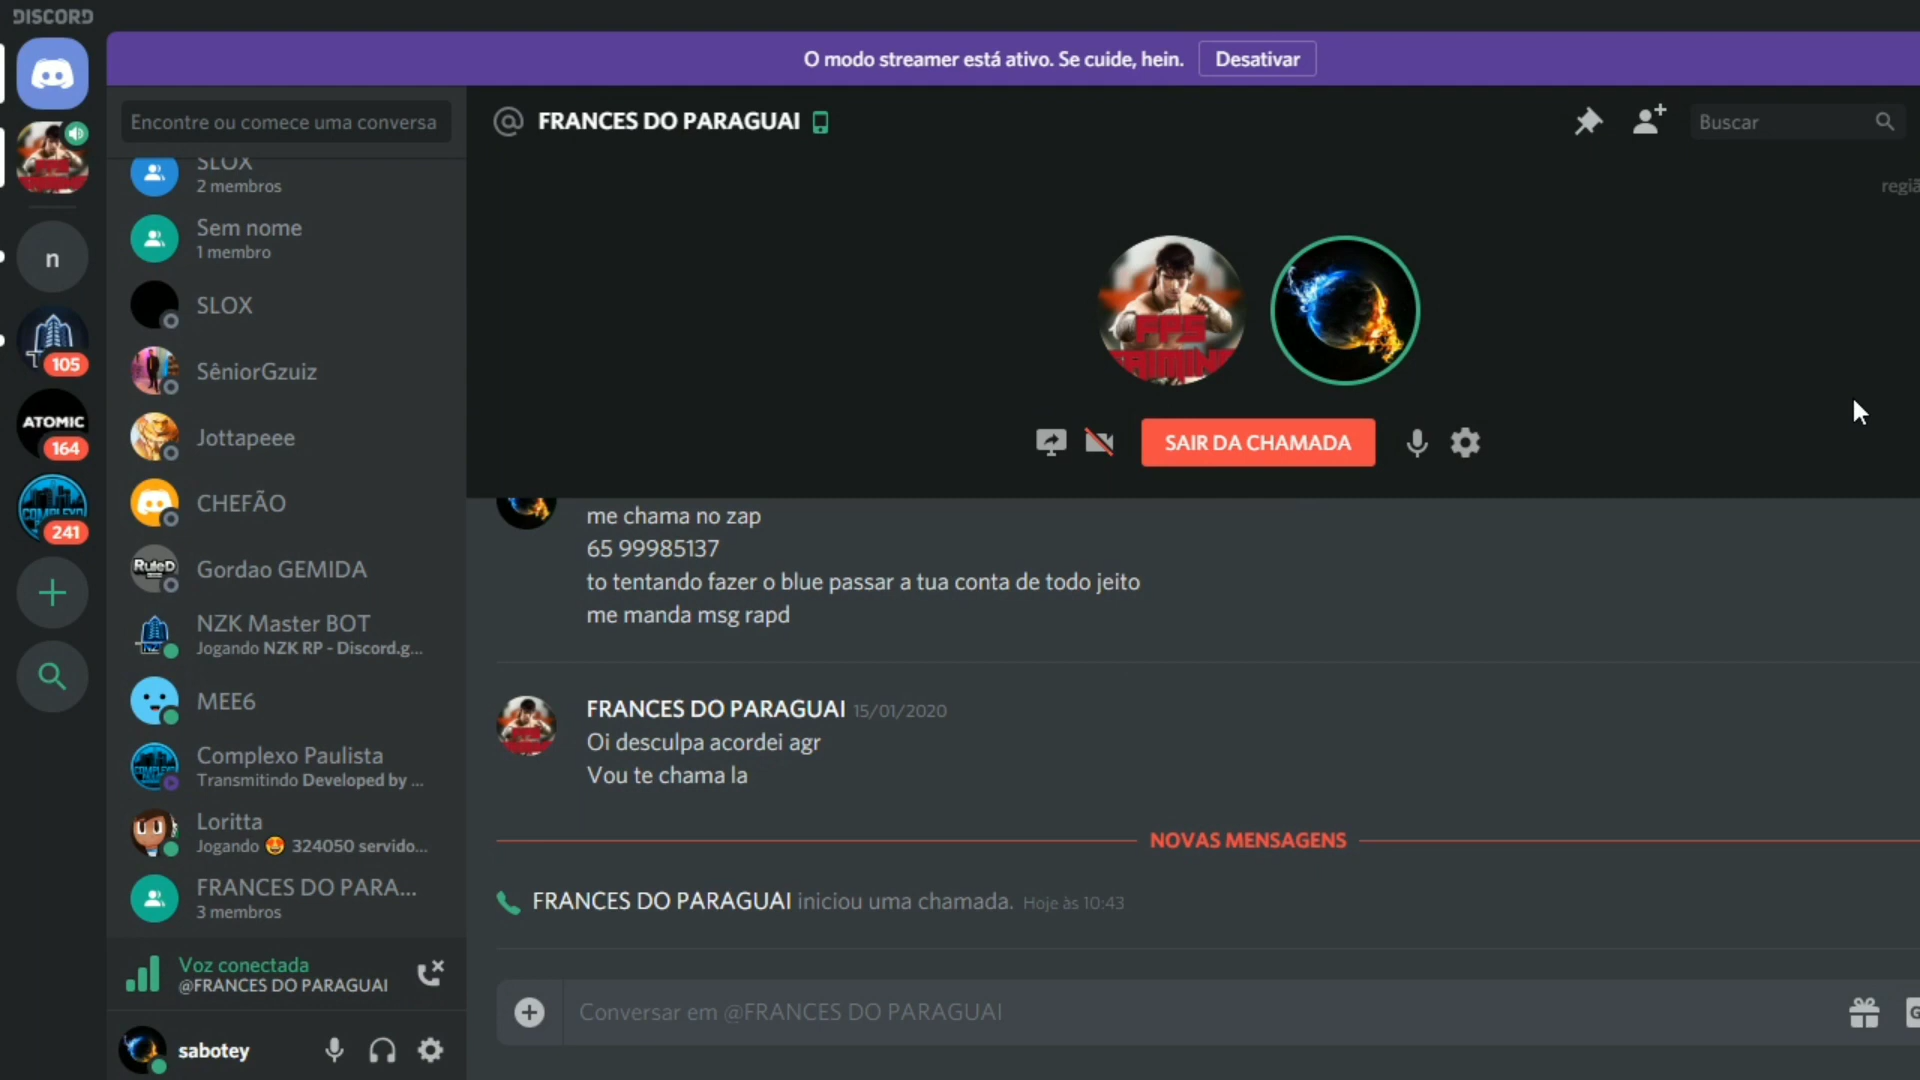 DISCORD
O modo streamer está ativo. Se cuide, hein.
Desativar
Encontre ou comece uma conversa
FRANCES DO PARAGUAI
Buscar
regiã
SLOX
2 membros
Sem nome
1 membro
SLOX
SêniorGzuiz
Jottapeee
CHEFÃO
RuleD
Gordao GEMIDA
NZK Master BOT
Jogando NZK RP - Discord.g...
MEE6
Complexo Paulista
Transmitindo Developed by ...
Loritta
Jogando 😍 324050 servido...
FRANCES DO PARA...
3 membros
Voz conectada
@FRANCES DO PARAGUAI
sabotey
n
105
ATOMIC
164
COMPLEXO
241
FPS
SAIR DA CHAMADA
me chama no zap
65 99985137
to tentando fazer o blue passar a tua conta de todo jeito
me manda msg rapd
FRANCES DO PARAGUAI 15/01/2020
Oi desculpa acordei agr
Vou te chama la
NOVAS MENSAGENS
FRANCES DO PARAGUAI iniciou uma chamada. Hoje às 10:43
Conversar em @FRANCES DO PARAGUAI